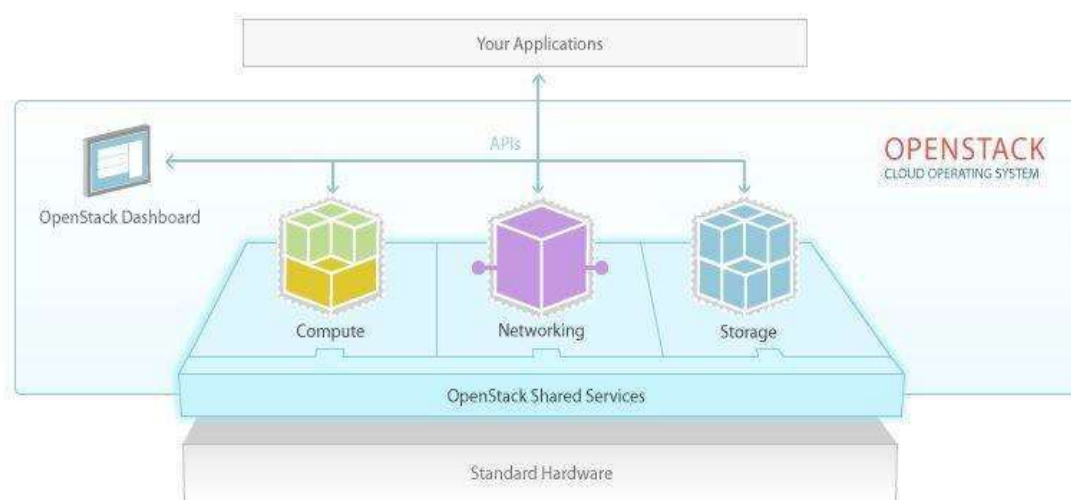 Your Applications
APIs
OPENSTACK
CLOUD OPERATING SYSTEM
OpenStack Dashboard
Compute
Networking
Storage
OpenStack Shared Services
Standard Hardware